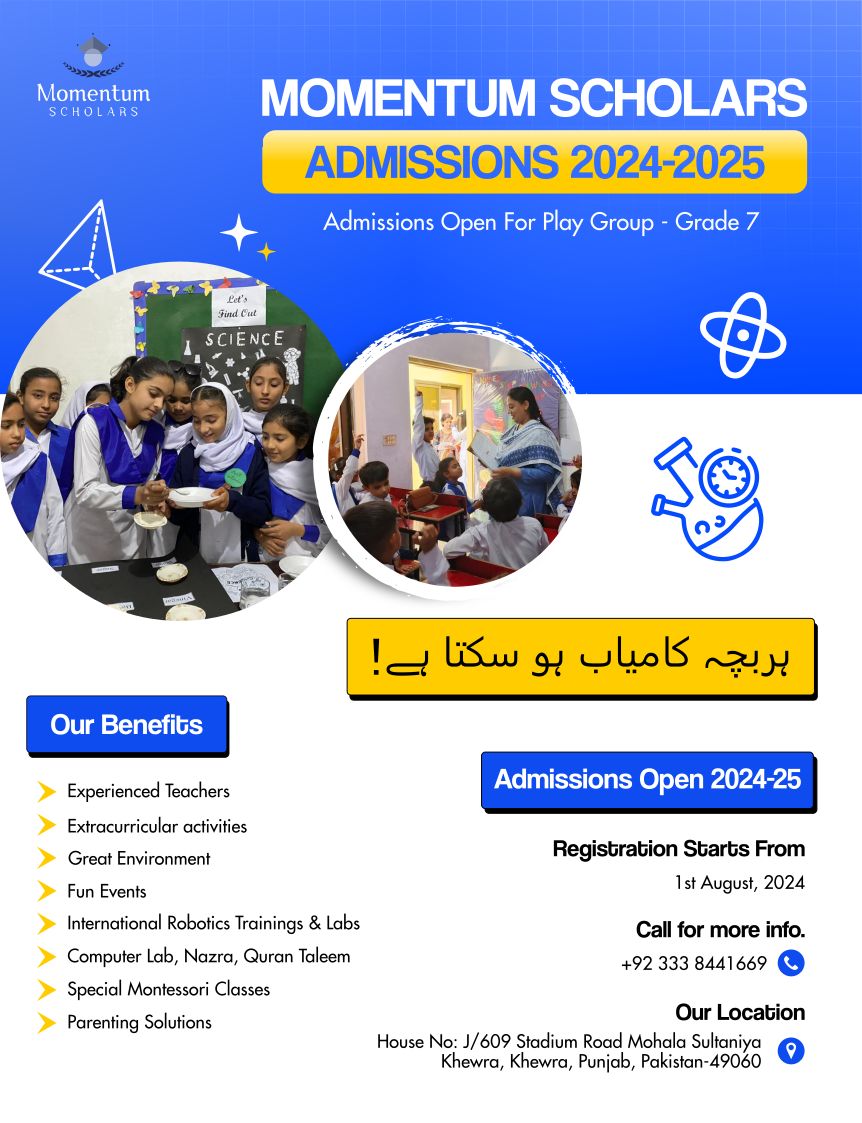 Momentum
SCHOLARS
MOMENTUM SCHOLARS
ADMISSIONS 2024-2025
Admissions Open For Play Group - Grade 7
Let's
Find Out
SCIENCE
ہربچہ کامیاب ہو سکتا ہے!
Our Benefits
Experienced Teachers
Extracurricular activities
Great Environment
Fun Events
International Robotics Trainings & Labs
Computer Lab, Nazra, Quran Taleem
Special Montessori Classes
Parenting Solutions
Admissions Open 2024-25
Registration Starts From
1st August, 2024
Call for more info.
+92 333 8441669
Our Location
House No: J/609 Stadium Road Mohala Sultaniya
Khewra, Khewra, Punjab, Pakistan-49060